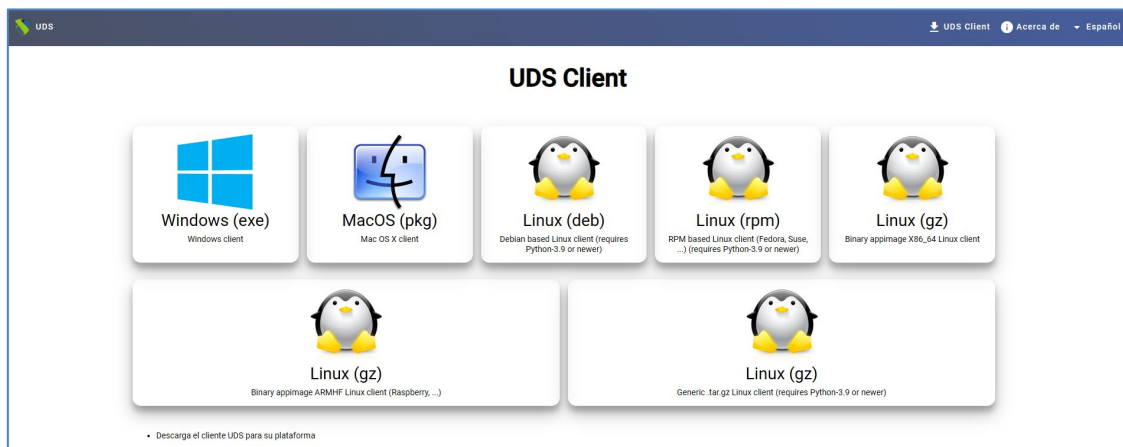 UDS
UDS Client
Acerca de
Español
UDS Client
Windows (exe)
Windows client
MacOS (pkg)
Mac OS X client
Linux (deb)
Debian based Linux client (requires
Python-3.9 or newer)
Linux (rpm)
RPM based Linux client (Fedora, Suse,
...) (requires Python-3.9 or newer)
Linux (gz)
Binary appimage X86_64 Linux client
Linux (gz)
Binary appimage ARMHF Linux client (Raspberry, ...)
Linux (gz)
Generic .tar.gz Linux client (requires Python-3.9 or newer)
• Descarga el cliente UDS para su plataforma